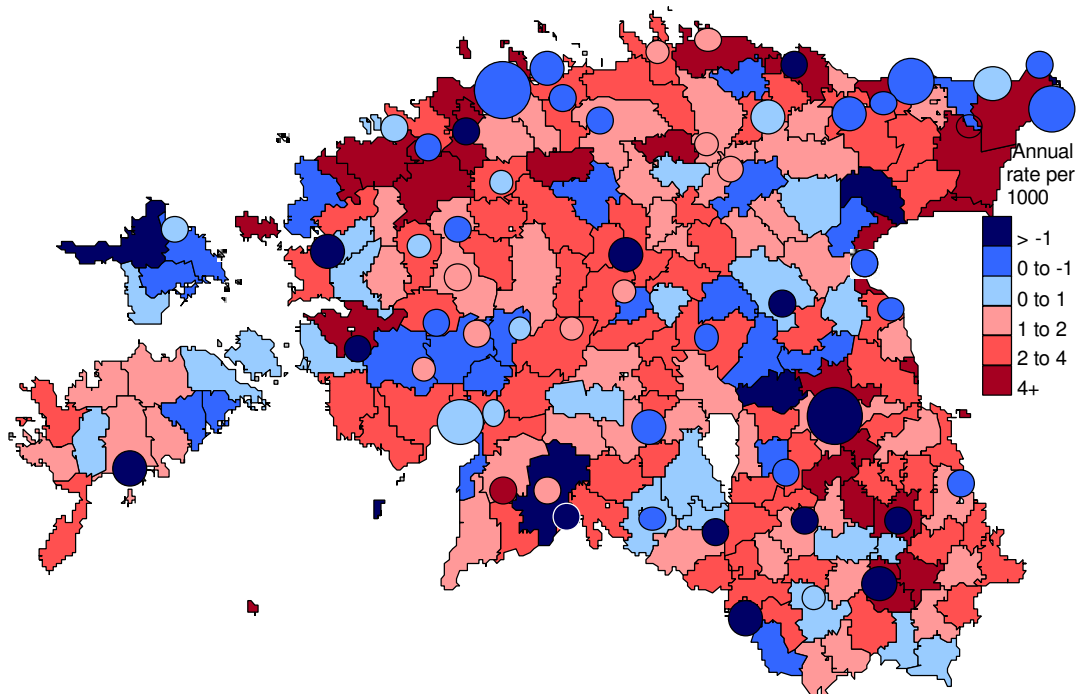 Annual
rate per
1000
> -1
0 to -1
0 to 1
1 to 2
2 to 4
4+